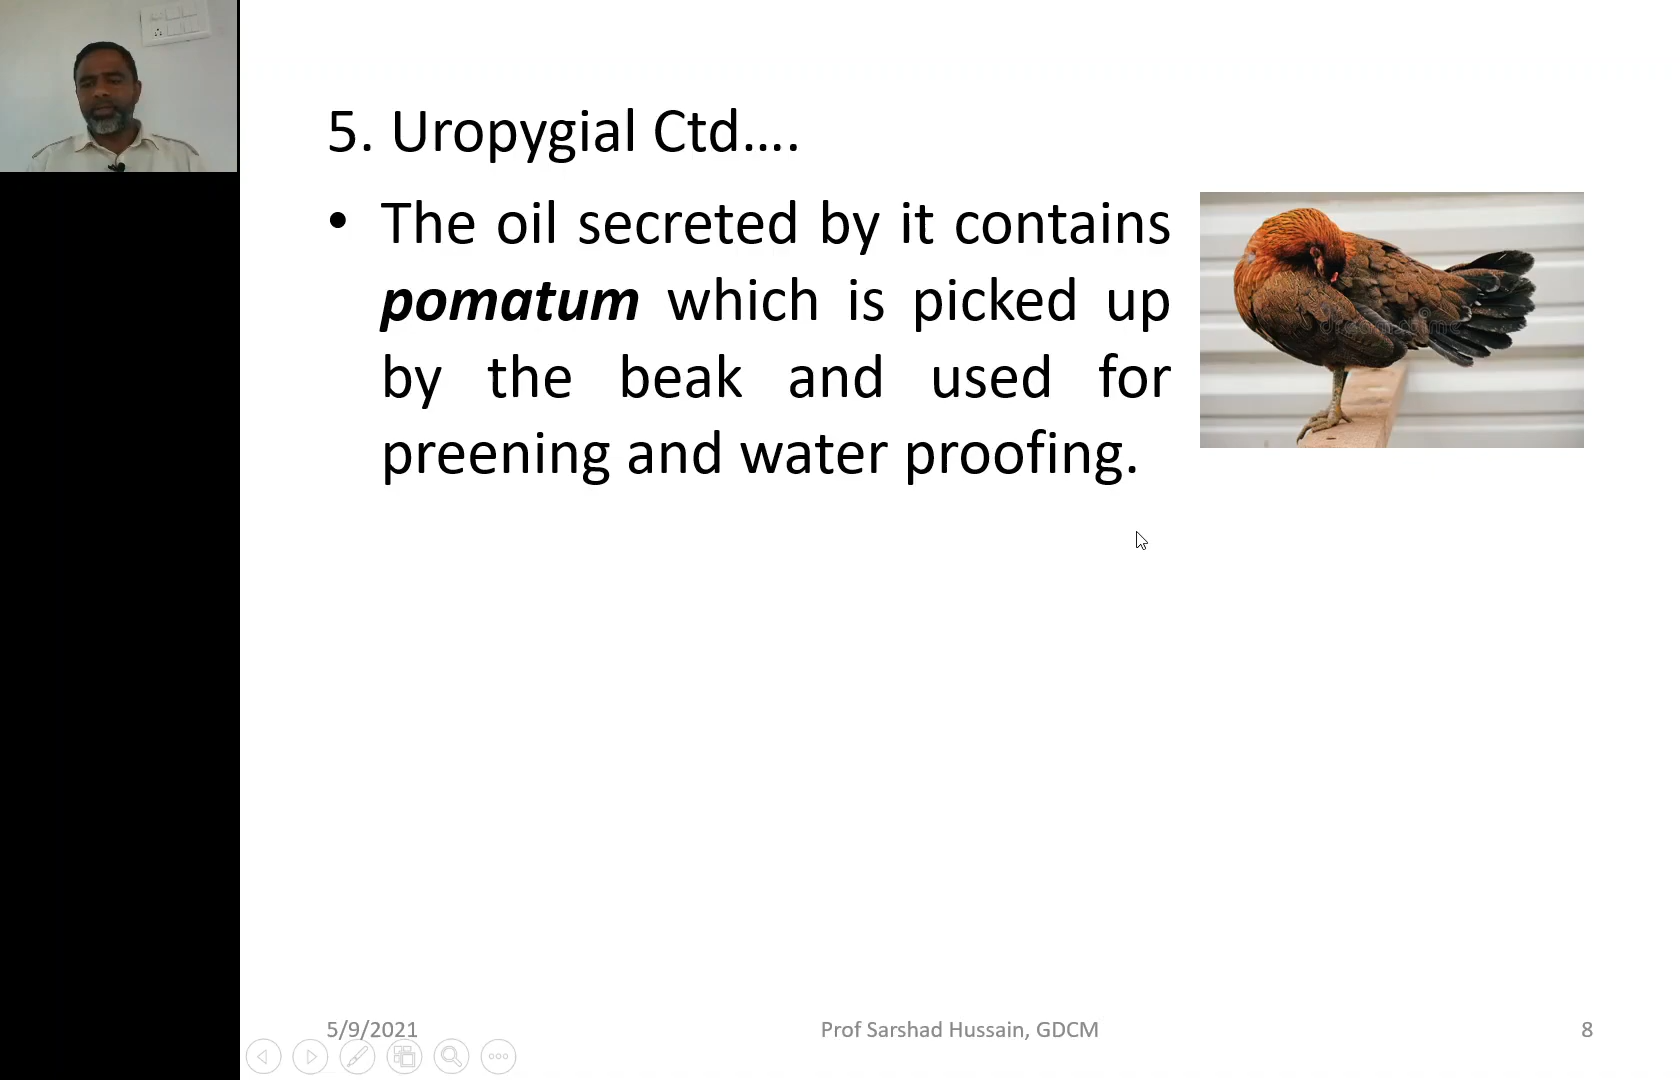 5. Uropygial Ctd....
• The oil secreted by it contains
pomatum which is picked up
by the beak and used for
preening and water proofing.
dreamstime
5/9/2021
Prof Sarshad Hussain, GDCM
8